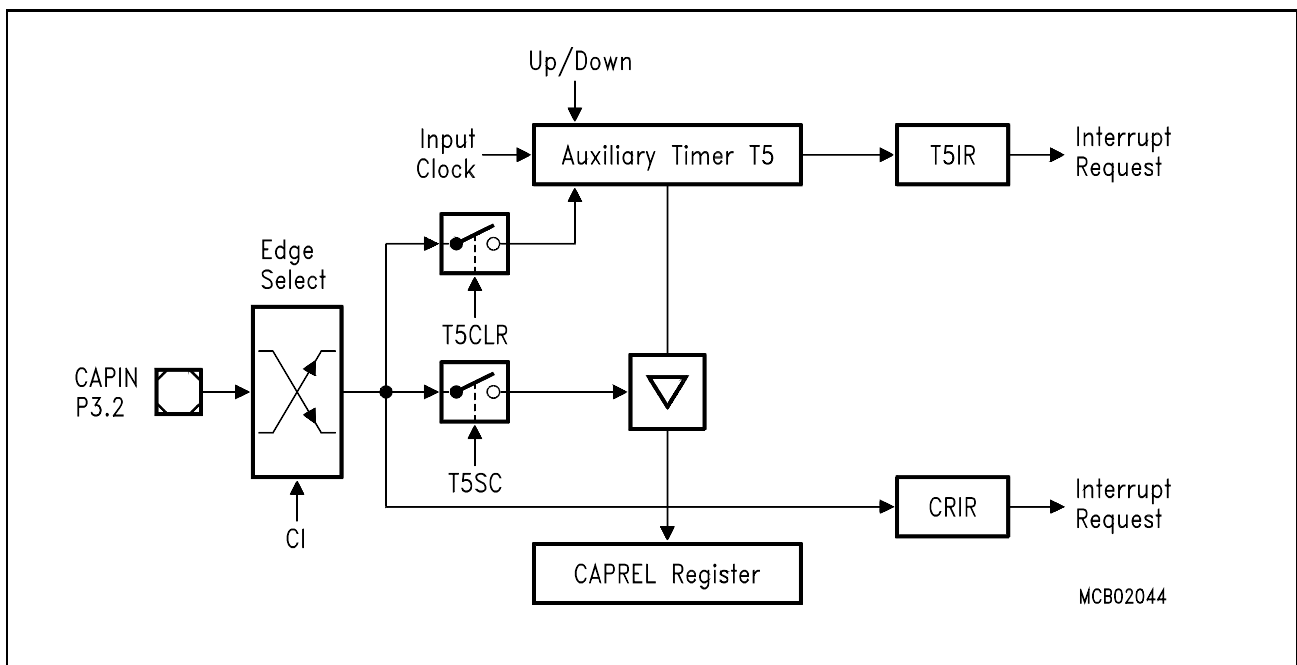 Up/Down
Input
Clock
Auxiliary Timer T5
T5IR
Interrupt
Request
Edge
Select
T5CLR
CAPIN
P3.2
T5SC
CI
CRIR
Interrupt
Request
CAPREL Register
MCB02044